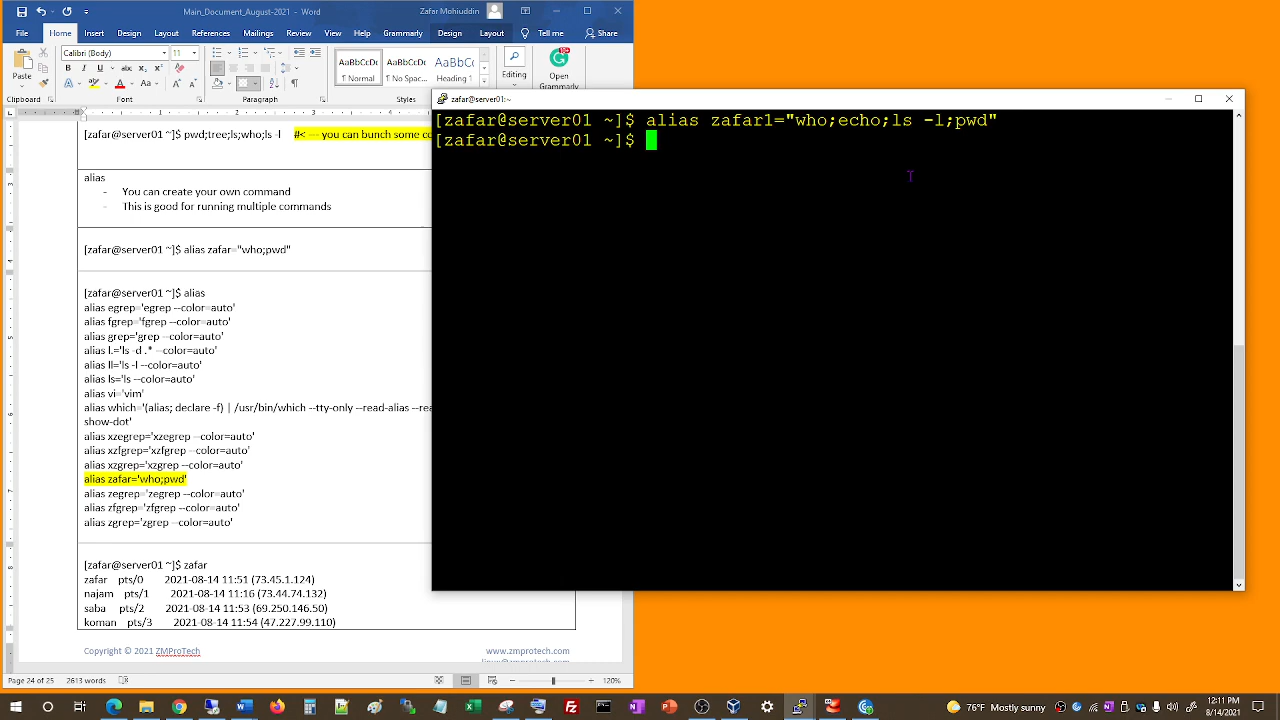 Main_Document_August-2021 - Word
Zafar Mohiuddin
File Home Insert Draw Design Layout References Mailings Review View Grammarly Design Layout Tell me Share
Calibri (Body) 11
Paste
B I U abc x₂ x²
Aa
Clipboard Font Paragraph Styles
AaBbCcDc AaBbCcDc AaBbC
¶ Normal ¶ No Spac... Heading 1
Editing
Open Grammarly
[zafar@server01 ~]$ pwd;tree;ls;who;ls -l #< --- you can bunch some co
alias
- You can create your own command
- This is good for running multiple commands
[zafar@server01 ~]$ alias zafar="who;pwd"
[zafar@server01 ~]$ alias
alias egrep='egrep --color=auto'
alias fgrep='fgrep --color=auto'
alias grep='grep --color=auto'
alias l.='ls -d .* --color=auto'
alias ll='ls -l --color=auto'
alias ls='ls --color=auto'
alias vi='vim'
alias which='(alias; declare -f) | /usr/bin/which --tty-only --read-alias --rea
show-dot'
alias xzegrep='xzegrep --color=auto'
alias xzfgrep='xzfgrep --color=auto'
alias xzgrep='xzgrep --color=auto'
alias zafar='who;pwd'
alias zegrep='zegrep --color=auto'
alias zfgrep='zfgrep --color=auto'
alias zgrep='zgrep --color=auto'
[zafar@server01 ~]$ zafar
zafar pts/0 2021-08-14 11:51 (73.45.1.124)
najam pts/1 2021-08-14 11:16 (73.44.74.132)
saba pts/2 2021-08-14 11:53 (69.250.146.50)
koman pts/3 2021-08-14 11:54 (47.227.99.110)
Copyright © 2021 ZMProTech www.zmprotech.com
Page 24 of 25 2613 words 120%
zafar@server01:~
[zafar@server01 ~]$ alias zafar1="who;echo;ls -l;pwd"
[zafar@server01 ~]$
76°F Mostly sunny
12:11 PM
8/14/2021